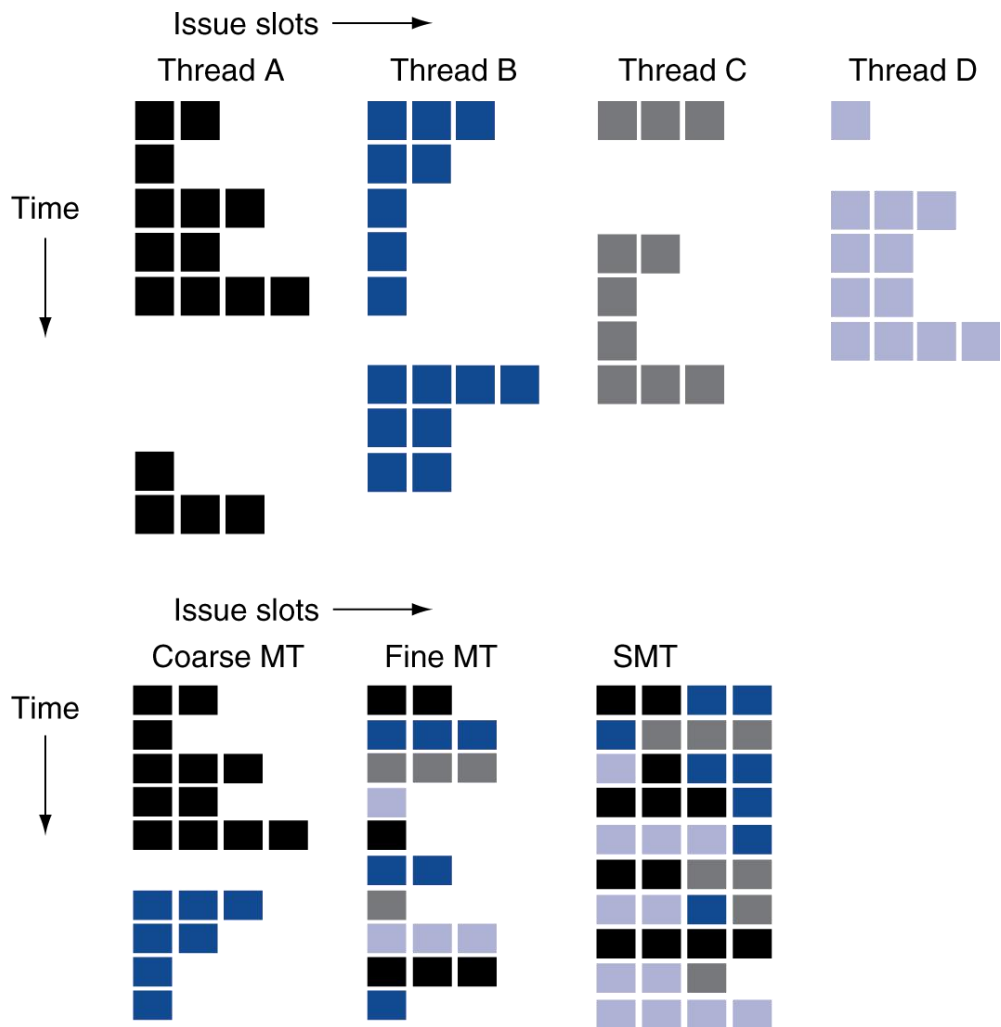 Issue slots
Thread A Thread B Thread C Thread D
Time
Issue slots
Coarse MT Fine MT SMT
Time